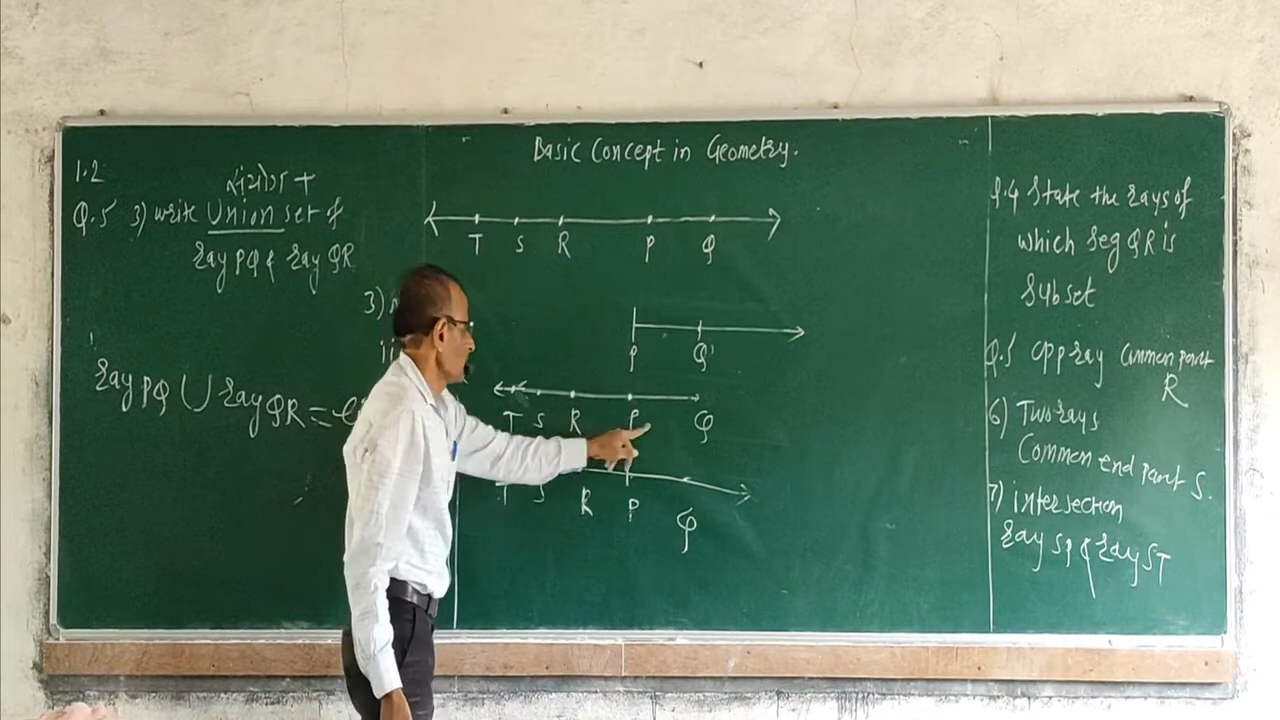 Basic Concept in Geometry.
1.2
संयोग +
Q.5 3) write Union set of
ray PQ & ray QR
T S R P Q
3)
P Q
ray PQ ∪ ray QR =
T S R P Q
T S R P Q
Q.4 State the rays of
which seg QR is
Subset
Q.5 opp ray Common point
R
6) Two rays
Common end point S.
7) intersection
ray SP & ray ST